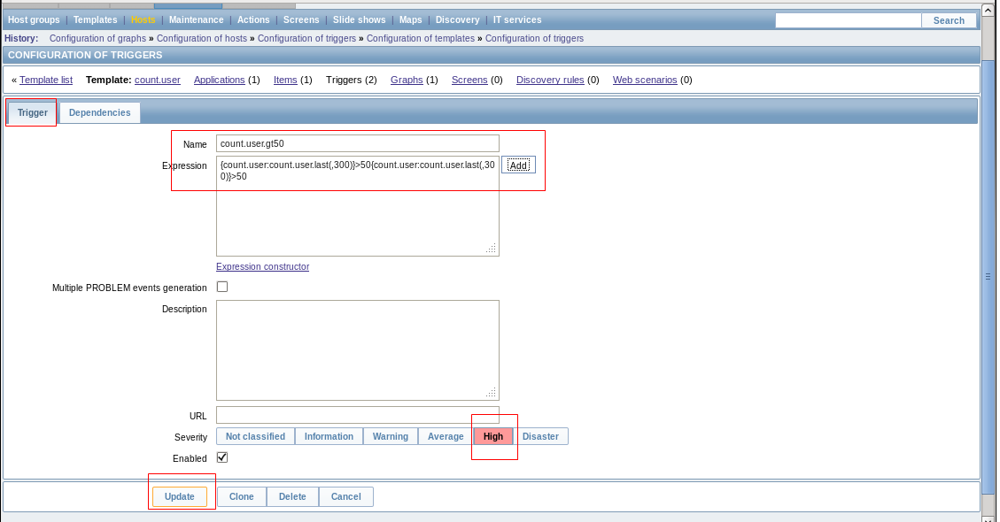 Host groups | Templates | Hosts | Maintenance | Actions | Screens | Slide shows | Maps | Discovery | IT services Search
History: Configuration of graphs » Configuration of hosts » Configuration of triggers » Configuration of templates » Configuration of triggers
CONFIGURATION OF TRIGGERS
« Template list Template: count.user Applications (1) Items (1) Triggers (2) Graphs (1) Screens (0) Discovery rules (0) Web scenarios (0)
Trigger Dependencies
Name count.user.gt50
Expression {count.user:count.user.last(,300)}>50{count.user:count.user.last(,30 Add
0)}>50
Expression constructor
Multiple PROBLEM events generation
Description
URL
Severity Not classified Information Warning Average High Disaster
Enabled
Update Clone Delete Cancel